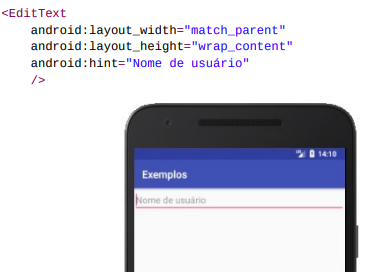 <EditText
    android:layout_width="match_parent"
    android:layout_height="wrap_content"
    android:hint="Nome de usuário"
    />
14:10
Exemplos
Nome de usuário